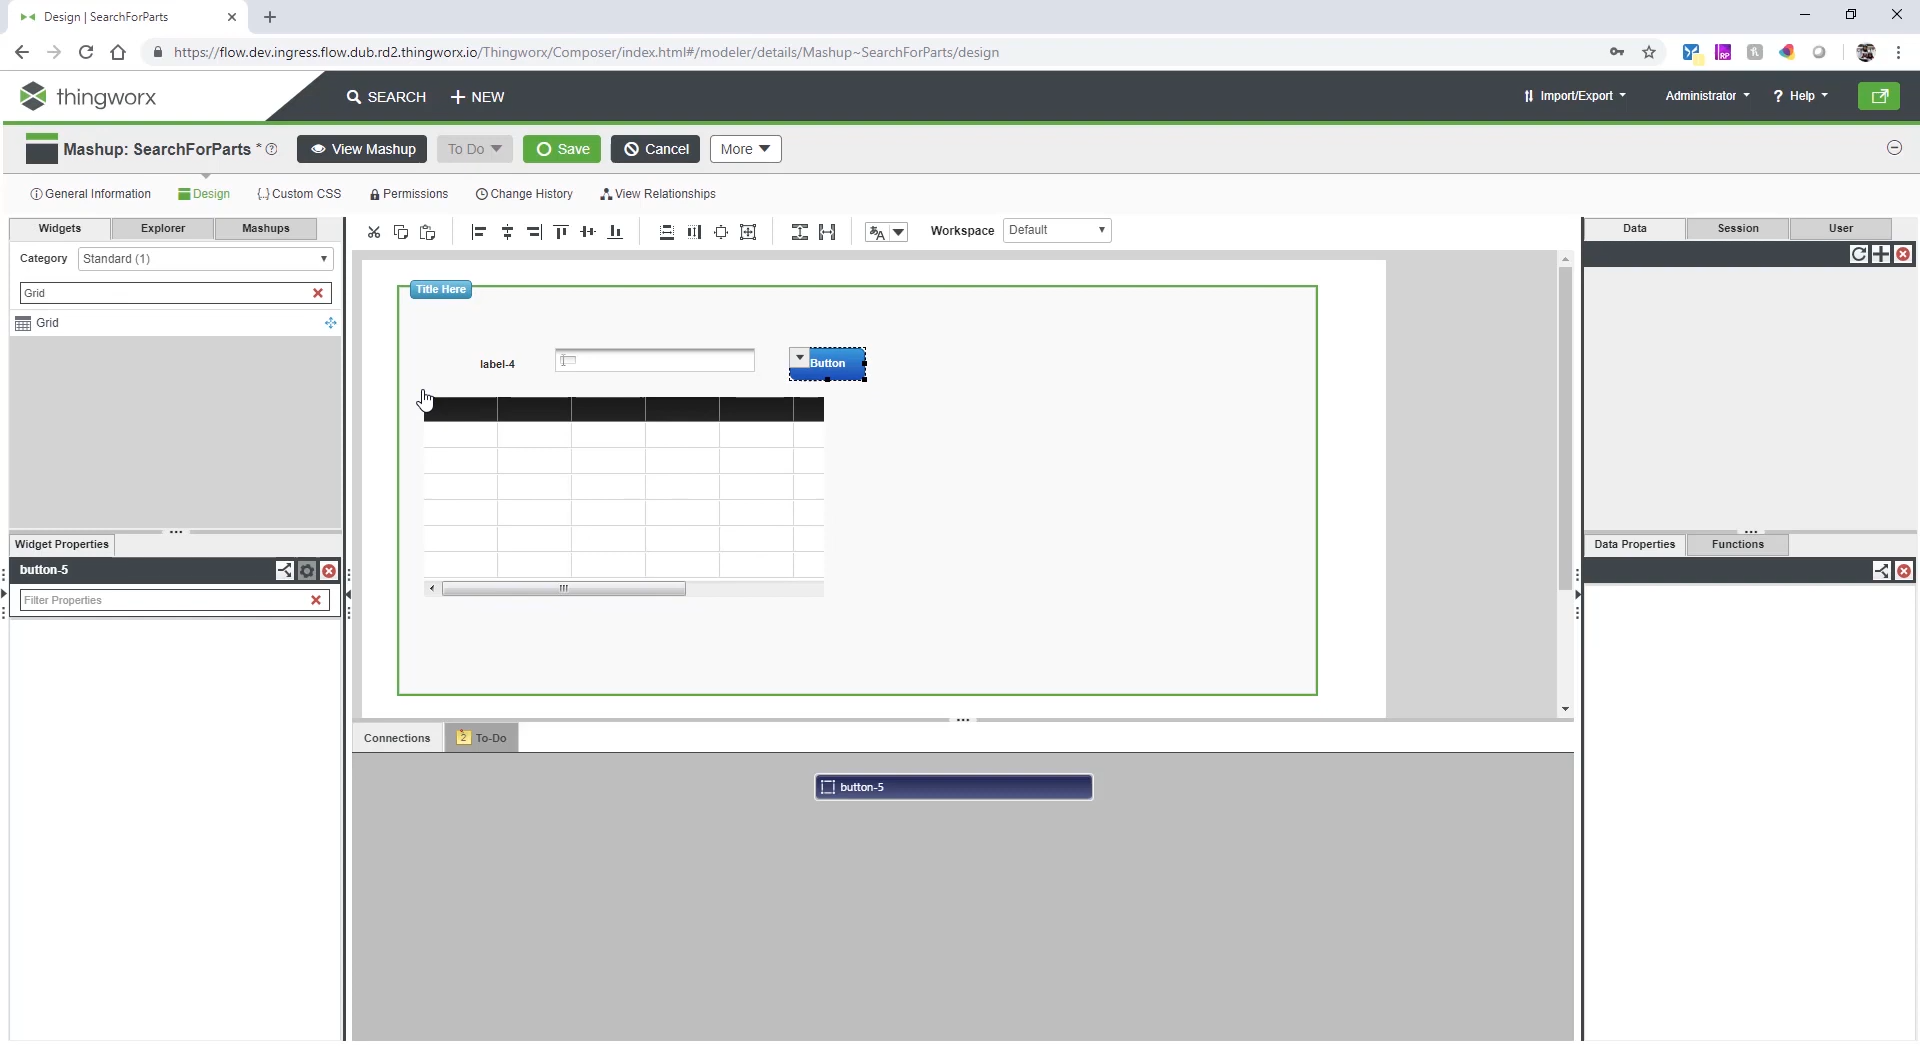 Design | SearchForParts
https://flow.dev.ingress.flow.dub.rd2.thingworx.io/Thingworx/Composer/index.html#/modeler/details/Mashup~SearchForParts/design
RP
thingworx
SEARCH
NEW
Import/Export
Administrator
? Help
Mashup: SearchForParts *
View Mashup
To Do
Save
Cancel
More
General Information
Design
Custom CSS
Permissions
Change History
View Relationships
Widgets
Explorer
Mashups
Category
Standard (1)
Grid
Grid
Widget Properties
button-5
Filter Properties
Workspace
Default
Title Here
label-4
Button
Connections
2
To-Do
button-5
Data
Session
User
Data Properties
Functions